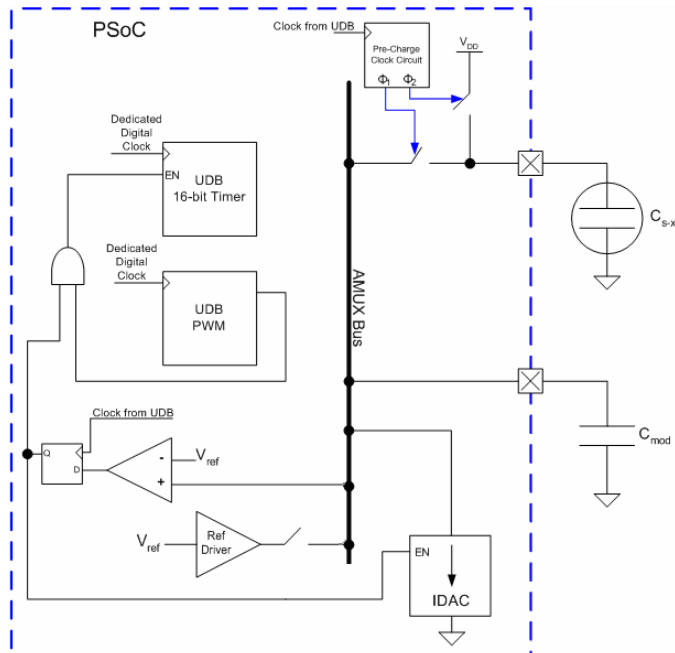 PSoC
Clock from UDB
Pre-Charge
Clock Circuit
Φ1 Φ2
VDD
Dedicated
Digital
Clock
EN
UDB
16-bit Timer
Cs-x
Dedicated
Digital
Clock
UDB
PWM
AMUX Bus
Clock from UDB
Q
D
-
+
Vref
Cmod
Vref
Ref
Driver
EN
IDAC